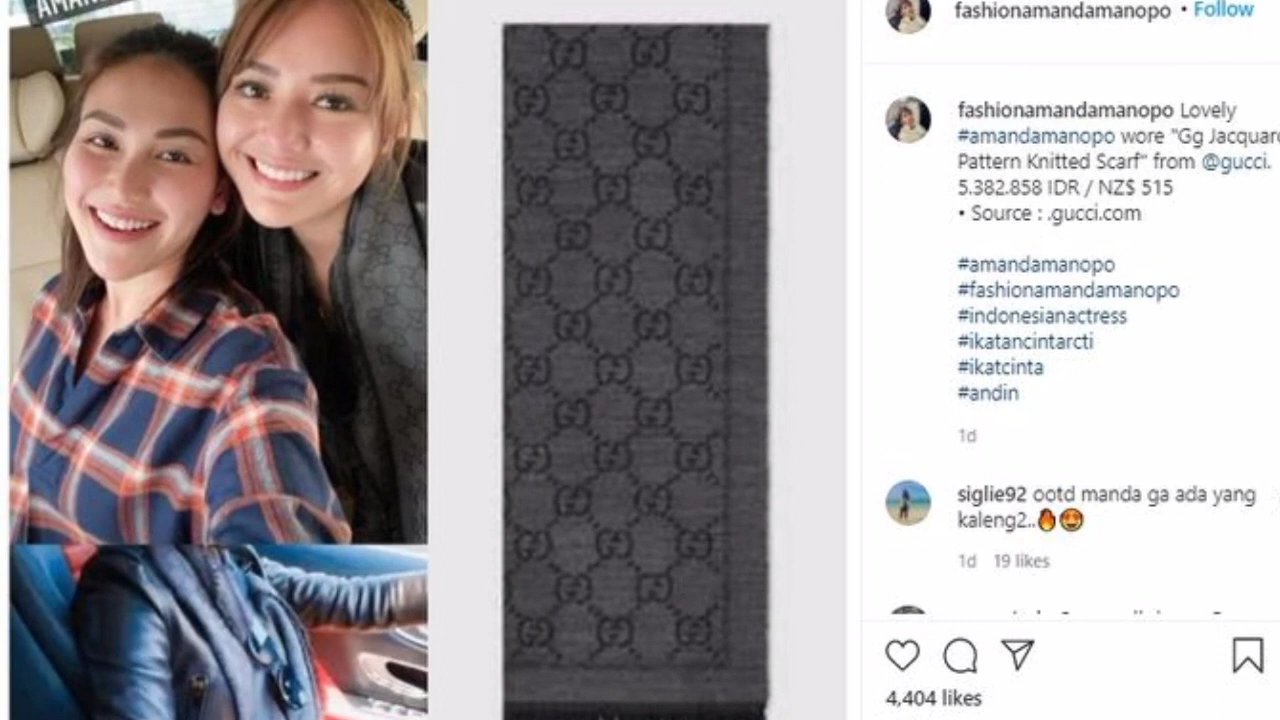 fashionamandamanopo • Follow
fashionamandamanopo Lovely
#amandamanopo wore "Gg Jacquard
Pattern Knitted Scarf" from @gucci.
5.382.858 IDR / NZ$ 515
• Source : .gucci.com
#amandamanopo
#fashionamandamanopo
#indonesianactress
#ikatancintarcti
#ikatcinta
#andin
1d
siglie92 ootd manda ga ada yang
kaleng2..🔥😍
1d 19 likes
4,404 likes